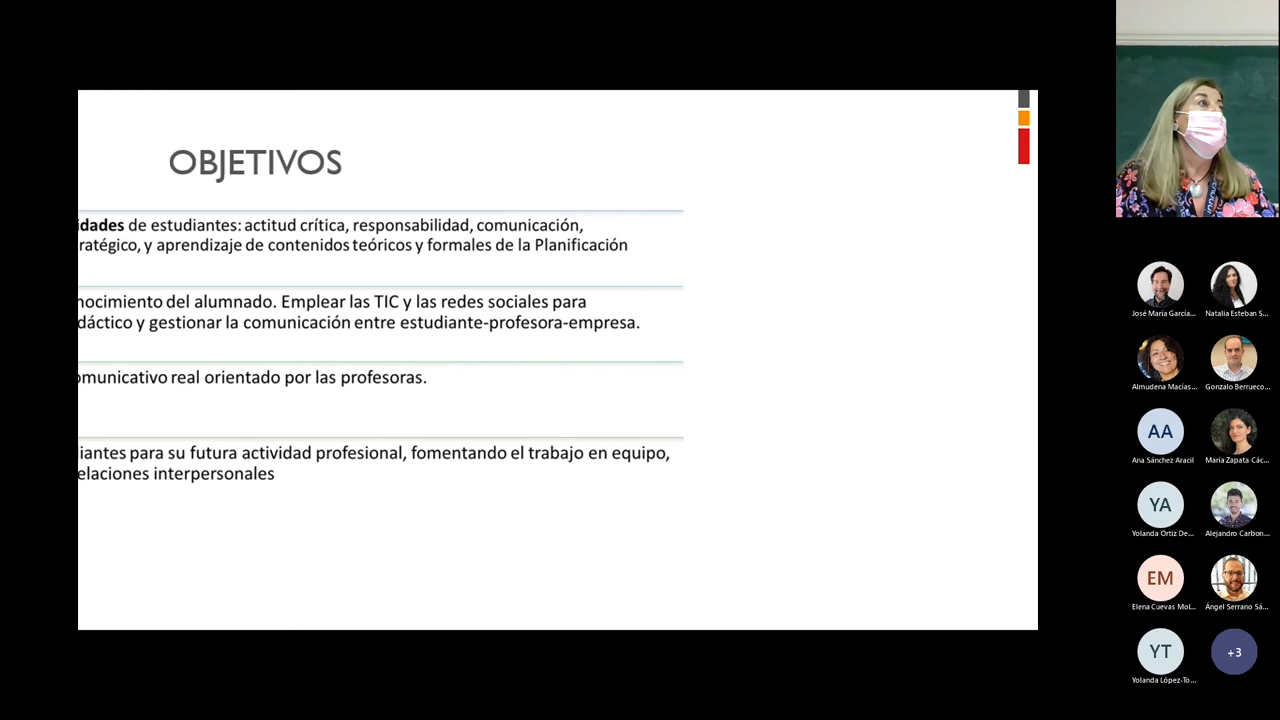 OBJETIVOS
idades de estudiantes: actitud crítica, responsabilidad, comunicación,
ratégico, y aprendizaje de contenidos teóricos y formales de la Planificación
nocimiento del alumnado. Emplear las TIC y las redes sociales para
dáctico y gestionar la comunicación entre estudiante-profesora-empresa.
omunicativo real orientado por las profesoras.
iantes para su futura actividad profesional, fomentando el trabajo en equipo,
elaciones interpersonales
José María García...
Natalia Esteban S...
Almudena Macías...
Gonzalo Berrueco...
AA
Ana Sánchez Aracil
María Zapata Các...
YA
Yolanda Ortiz De...
Alejandro Carbon...
EM
Elena Cuevas Mol...
Ángel Serrano Sá...
YT
Yolanda López-To...
+3